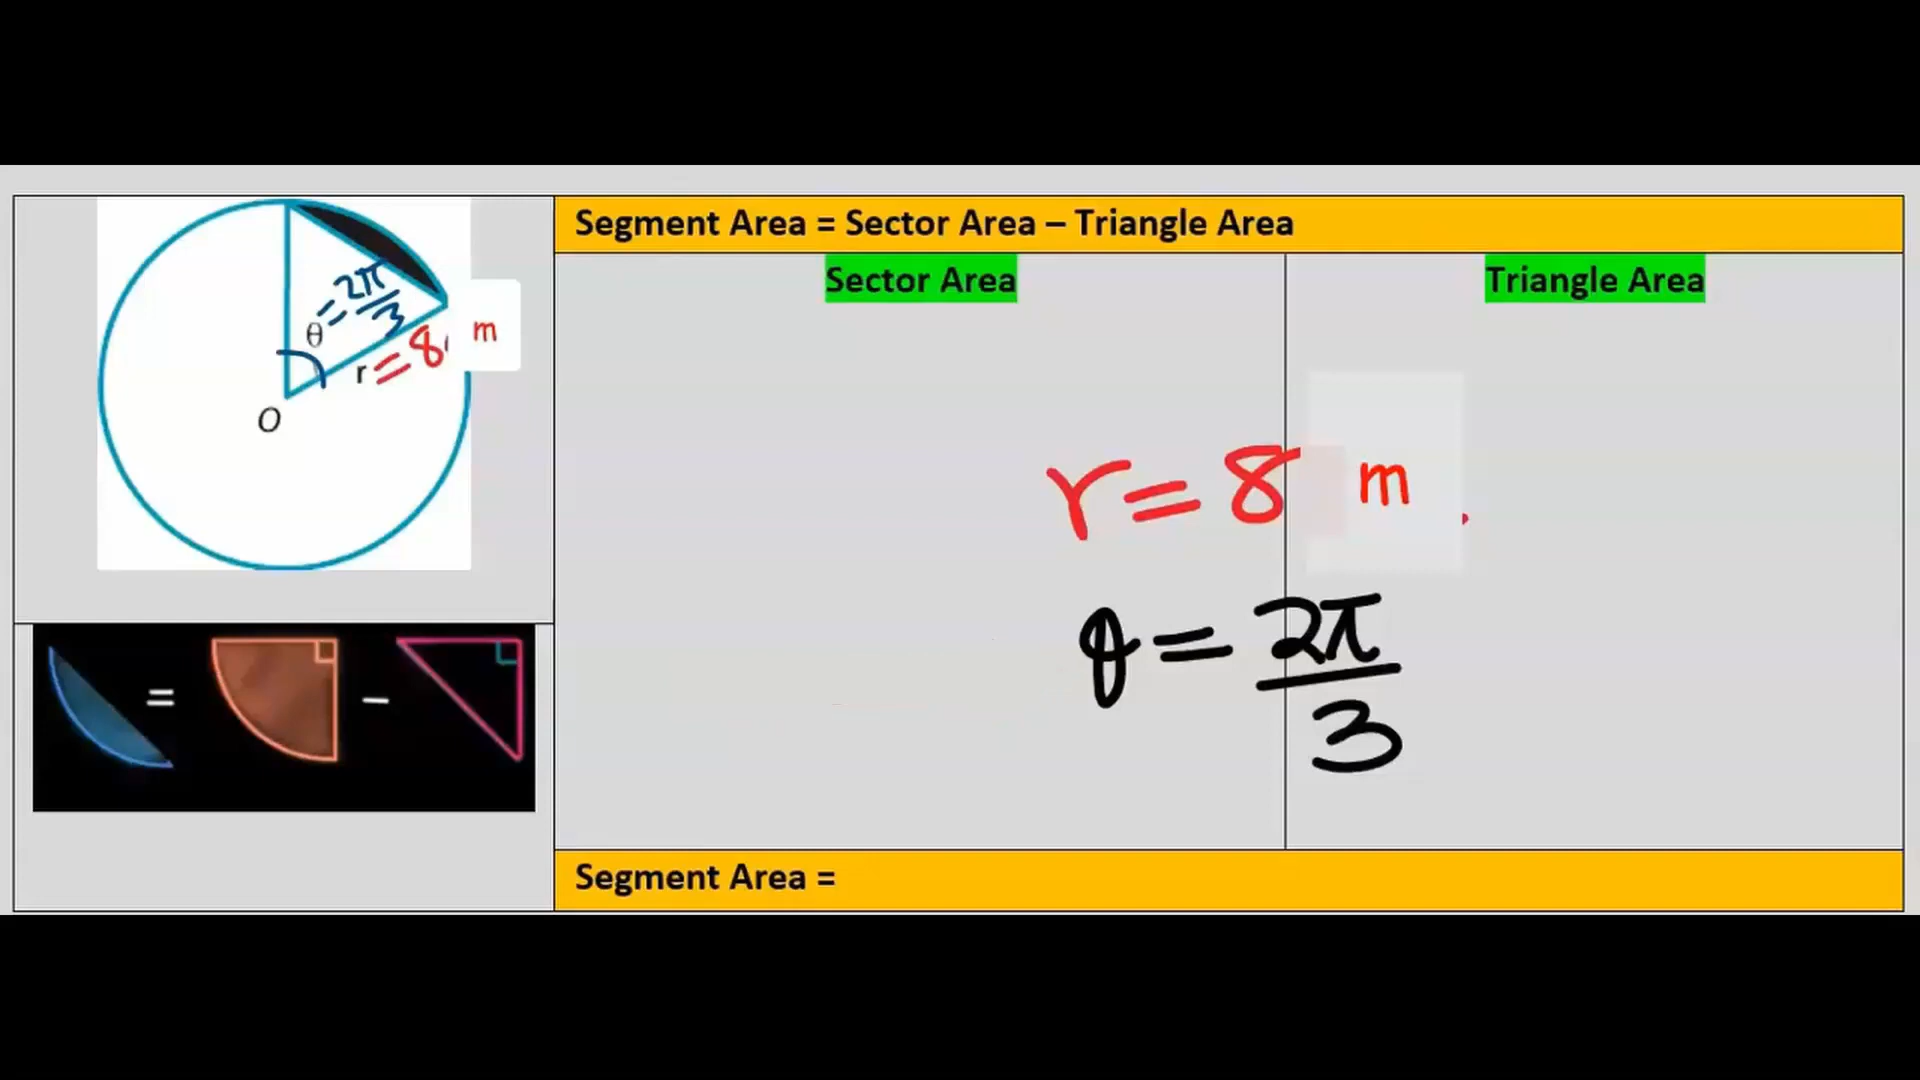 Segment Area = Sector Area – Triangle Area
Sector Area
Triangle Area
θ = 2π/3
r = 8 m
O
r = 8 m
θ = 2π/3
= -
Segment Area =